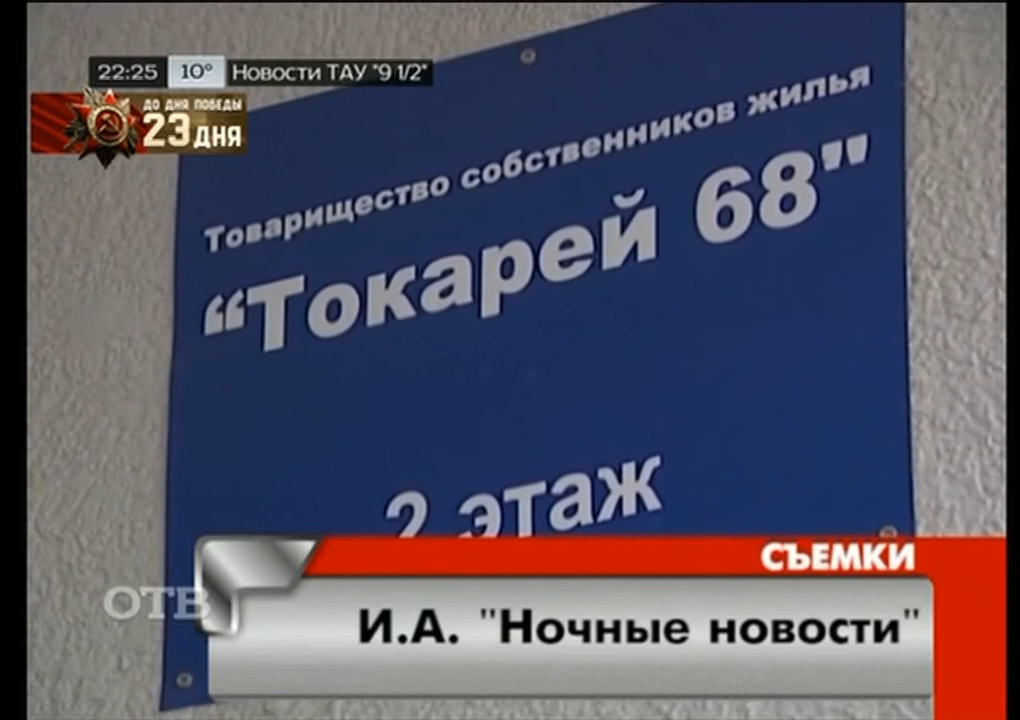 22:25 10° Новости ТАУ "9 1/2"
ДО ДНЯ ПОБЕДЫ
23 ДНЯ
Товарищество собственников жилья
“Токарей 68”
2 этаж
СЪЕМКИ
ОТВ
И.А. "Ночные новости"